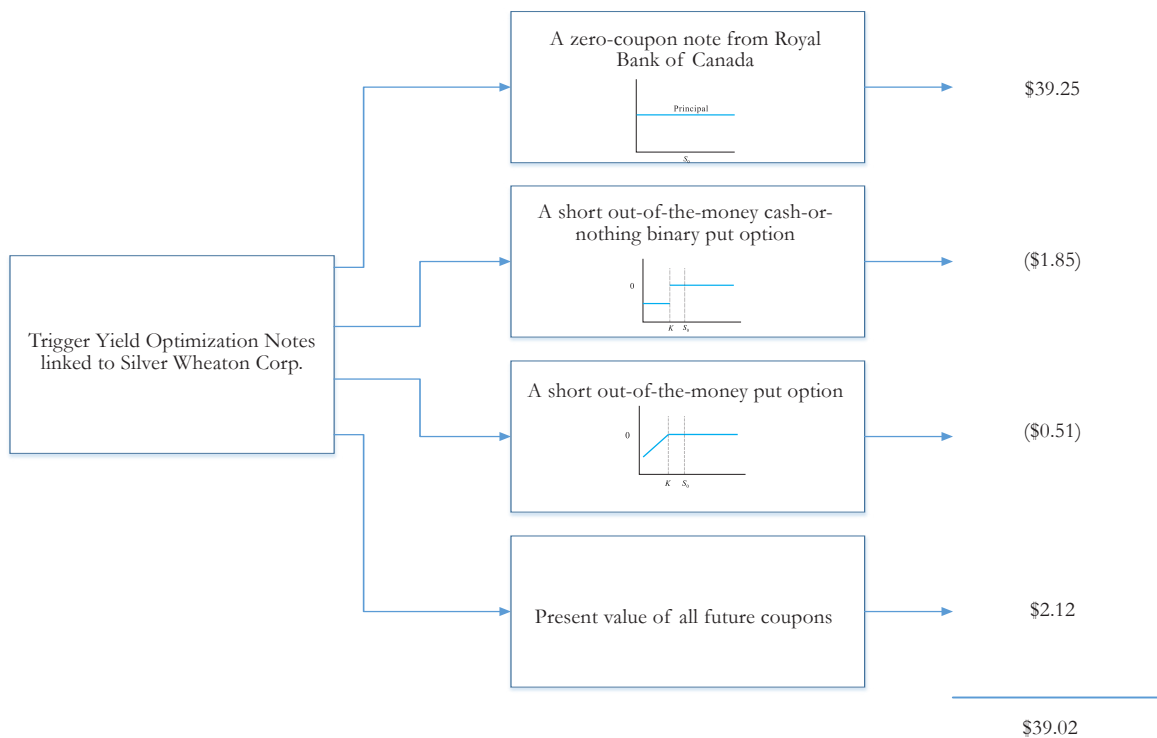 A zero-coupon note from Royal
Bank of Canada
Principal
S₀
$39.25
A short out-of-the-money cash-or-
nothing binary put option
0
K
S₀
($1.85)
Trigger Yield Optimization Notes
linked to Silver Wheaton Corp.
A short out-of-the-money put option
0
K
S₀
($0.51)
Present value of all future coupons
$2.12
$39.02